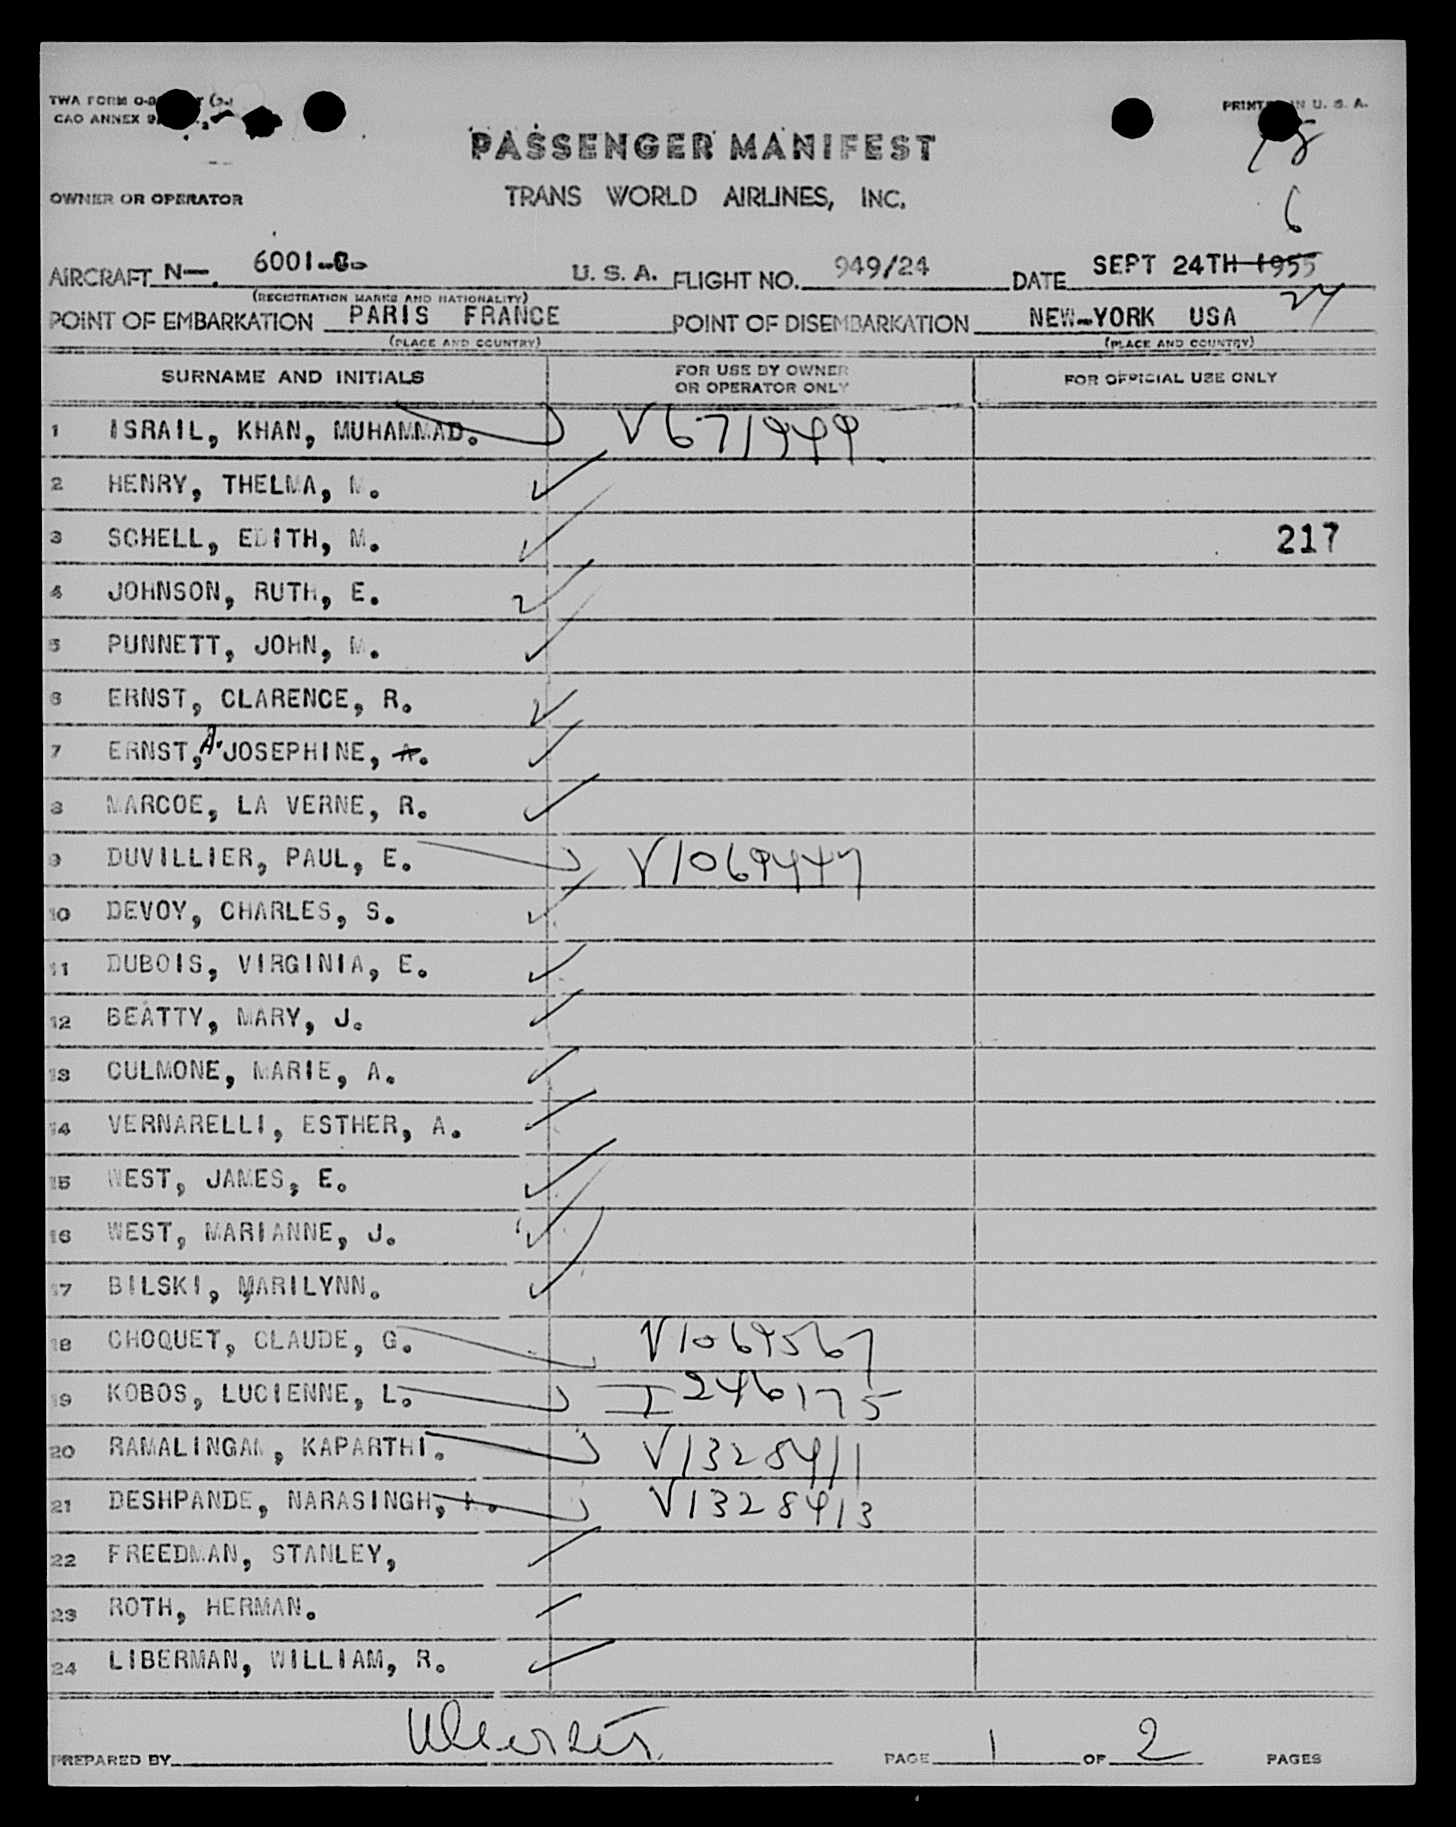 TWA FORM O-
PRINTED IN U. S. A.
CAO ANNEX 9
18
PASSENGER MANIFEST
OWNER OR OPERATOR
TRANS WORLD AIRLINES, INC.
6
AIRCRAFT N—. 6001-C- U. S. A. FLIGHT NO. 949/24 DATE SEPT 24TH 1955
(REGISTRATION MARKS AND NATIONALITY)
24
POINT OF EMBARKATION PARIS FRANCE POINT OF DISEMBARKATION NEW-YORK USA
(PLACE AND COUNTRY) (PLACE AND COUNTRY)
SURNAME AND INITIALS FOR USE BY OWNER OR OPERATOR ONLY FOR OFFICIAL USE ONLY
1 ISRAIL, KHAN, MUHAMMAD. V671949
2 HENRY, THELMA, M.
3 SCHELL, EDITH, M. 217
4 JOHNSON, RUTH, E.
5 PUNNETT, JOHN, M.
6 ERNST, CLARENCE, R.
7 ERNST, A. JOSEPHINE, A.
8 MARCOE, LA VERNE, R.
9 DUVILLIER, PAUL, E. V1069447
10 DEVOY, CHARLES, S.
11 DUBOIS, VIRGINIA, E.
12 BEATTY, MARY, J.
13 CULMONE, MARIE, A.
14 VERNARELLI, ESTHER, A.
15 WEST, JAMES, E.
16 WEST, MARIANNE, J.
17 BILSKI, MARILYNN.
18 CHOQUET, CLAUDE, G. V1069567
19 KOBOS, LUCIENNE, L. I246175
20 RAMALINGAM, KAPARTHI. V1328411
21 DESHPANDE, NARASINGH, V1328413
22 FREEDMAN, STANLEY,
23 ROTH, HERMAN.
24 LIBERMAN, WILLIAM, R.
PREPARED BY PAGE 1 OF 2 PAGES